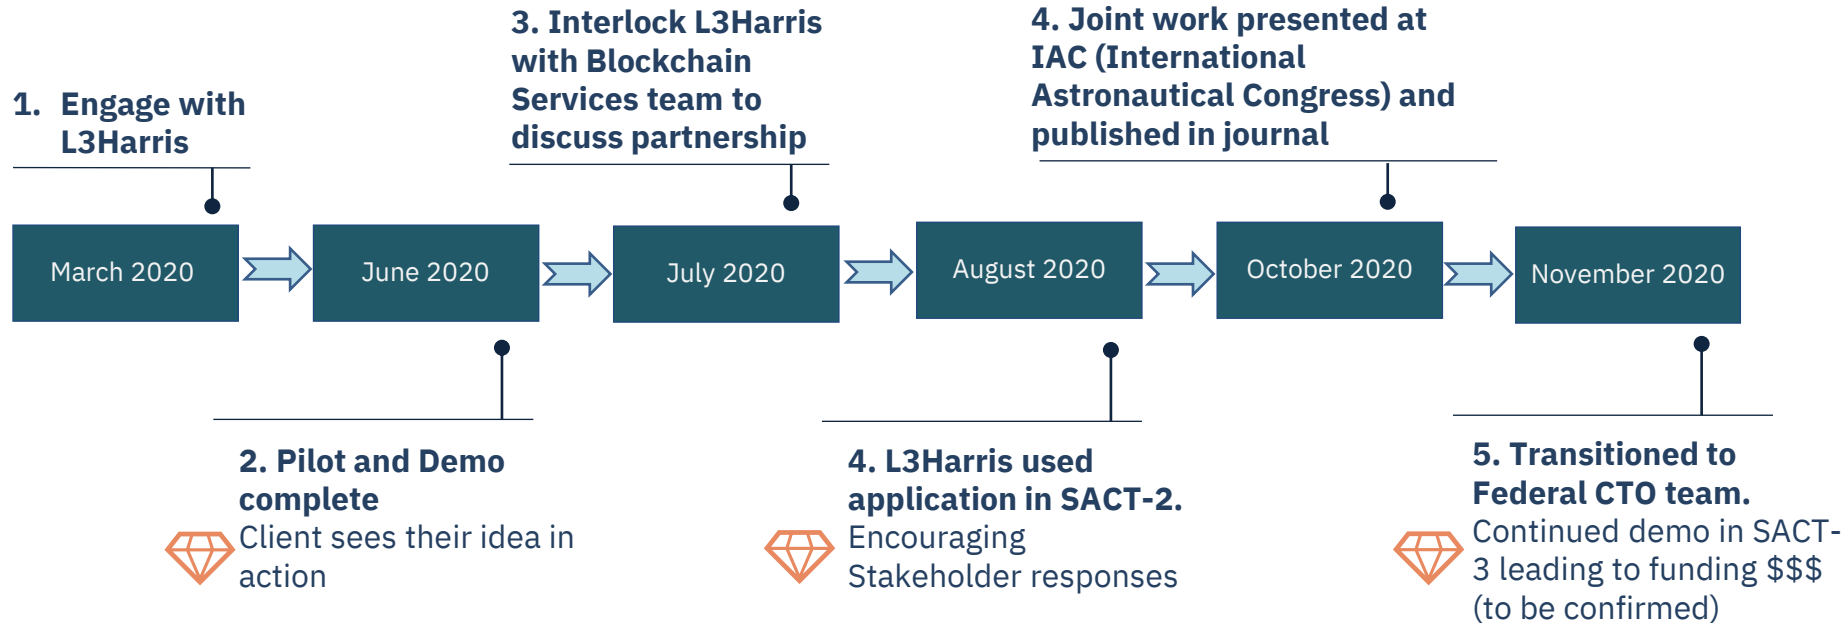 1. Engage with
L3Harris
3. Interlock L3Harris
with Blockchain
Services team to
discuss partnership
4. Joint work presented at
IAC (International
Astronautical Congress) and
published in journal
March 2020
June 2020
July 2020
August 2020
October 2020
November 2020
2. Pilot and Demo
complete
Client sees their idea in
action
4. L3Harris used
application in SACT-2.
Encouraging
Stakeholder responses
5. Transitioned to
Federal CTO team.
Continued demo in SACT-
3 leading to funding $$$
(to be confirmed)